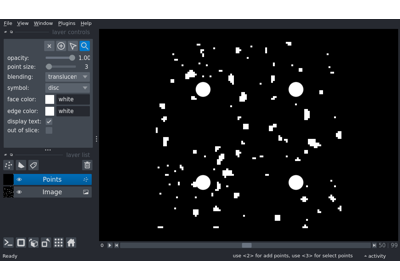 File View Window Plugins Help
layer controls
opacity: 1.00
point size: 3
blending: translucen
symbol: disc
face color: white
edge color: white
display text:
out of slice:
layer list
Points
Image
50 99
Ready use <2> for add points, use <3> for select points activity